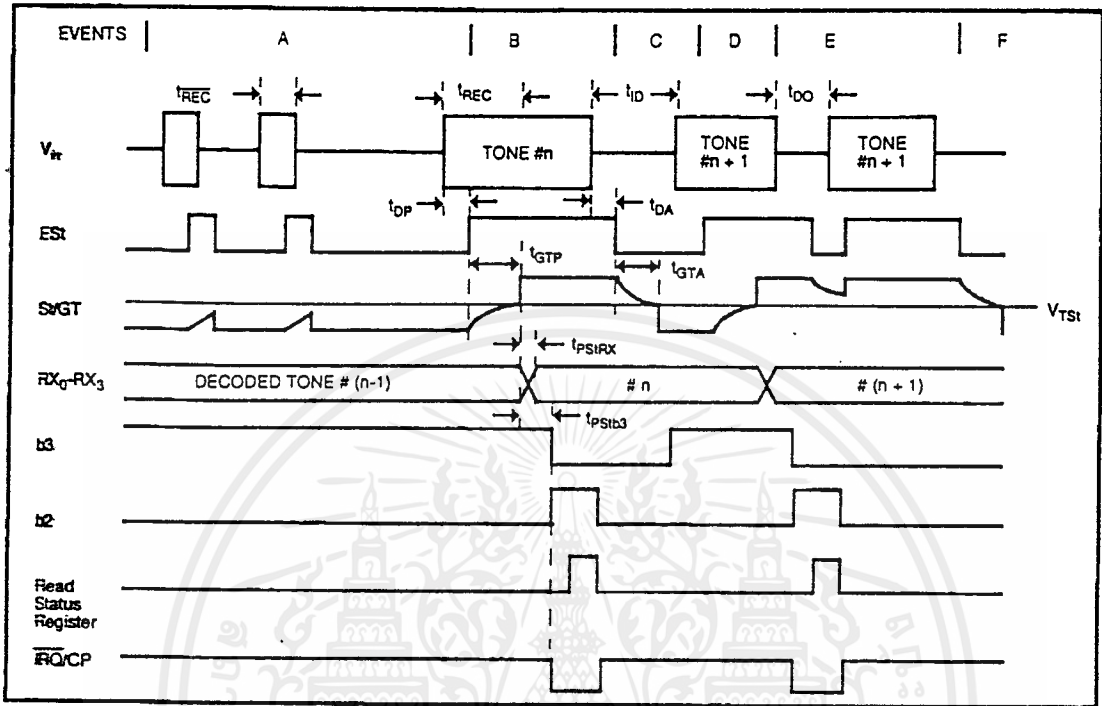 EVENTS A B C D E F
tREC tREC tID tDO
Vin TONE #n TONE #n + 1 TONE #n + 1
tDP tDA
ESt
tGTP tGTA
St/GT VTSt
tPStRX
RX0-RX3 DECODED TONE # (n-1) # n # (n + 1)
tPStb3
b3
b2
Read
Status
Register
IRQ/CP